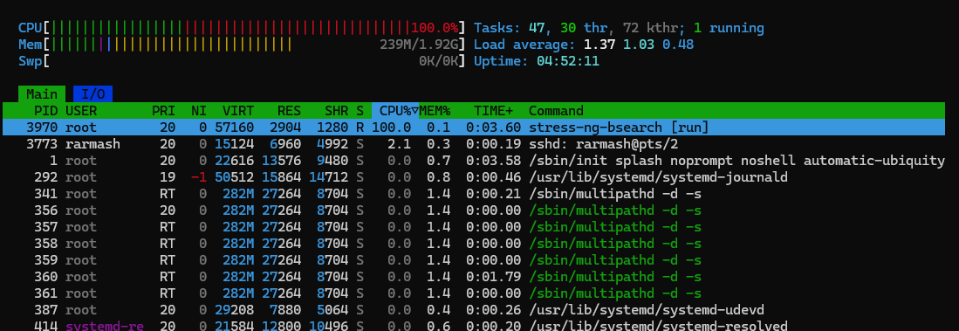 CPU[||||||||||||||||||||||||||||||||||||||||||||100.0%] Tasks: 47, 30 thr, 72 kthr; 1 running
Mem[||||||||||||||||||||||||||||||          239M/1.92G] Load average: 1.37 1.03 0.48
Swp[                                             0K/0K] Uptime: 04:52:11
Main I/O
PID USER PRI NI VIRT RES SHR S CPU%▽MEM% TIME+ Command
3970 root 20 0 57160 2904 1280 R 100.0 0.1 0:03.60 stress-ng-bsearch [run]
3773 rarmash 20 0 15124 6960 4992 S 2.1 0.3 0:00.19 sshd: rarmash@pts/2
1 root 20 0 22616 13576 9480 S 0.0 0.7 0:03.58 /sbin/init splash noprompt noshell automatic-ubiquity
292 root 19 -1 50512 15864 14712 S 0.0 0.8 0:00.46 /usr/lib/systemd/systemd-journald
341 root RT 0 282M 27264 8704 S 0.0 1.4 0:00.21 /sbin/multipathd -d -s
356 root 20 0 282M 27264 8704 S 0.0 1.4 0:00.00 /sbin/multipathd -d -s
357 root RT 0 282M 27264 8704 S 0.0 1.4 0:00.00 /sbin/multipathd -d -s
358 root RT 0 282M 27264 8704 S 0.0 1.4 0:00.00 /sbin/multipathd -d -s
359 root RT 0 282M 27264 8704 S 0.0 1.4 0:00.00 /sbin/multipathd -d -s
360 root RT 0 282M 27264 8704 S 0.0 1.4 0:01.79 /sbin/multipathd -d -s
361 root RT 0 282M 27264 8704 S 0.0 1.4 0:00.00 /sbin/multipathd -d -s
387 root 20 0 29208 7880 5064 S 0.0 0.4 0:00.26 /usr/lib/systemd/systemd-udevd
414 systemd-re 20 0 21584 12800 10496 S 0.0 0.6 0:00.20 /usr/lib/systemd/systemd-resolved